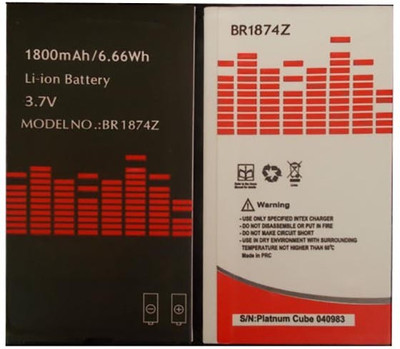 1800mAh/6.66Wh
Li-ion Battery
3.7V
MODEL NO.:BR1874Z
BR1874Z
Warning
- USE ONLY SPECIFIED INTEX CHARGER
- DO NOT DISASSEMBLE OR PUT IN FIRE
- DO NOT MAKE CIRCUIT SHORT
- USE IN DRY ENVIRONMENT WITH SURROUNDING
TEMPERATURE NOT HIGHER THAN 60°C
Made in PRC
S/N:Platnum Cube 040983